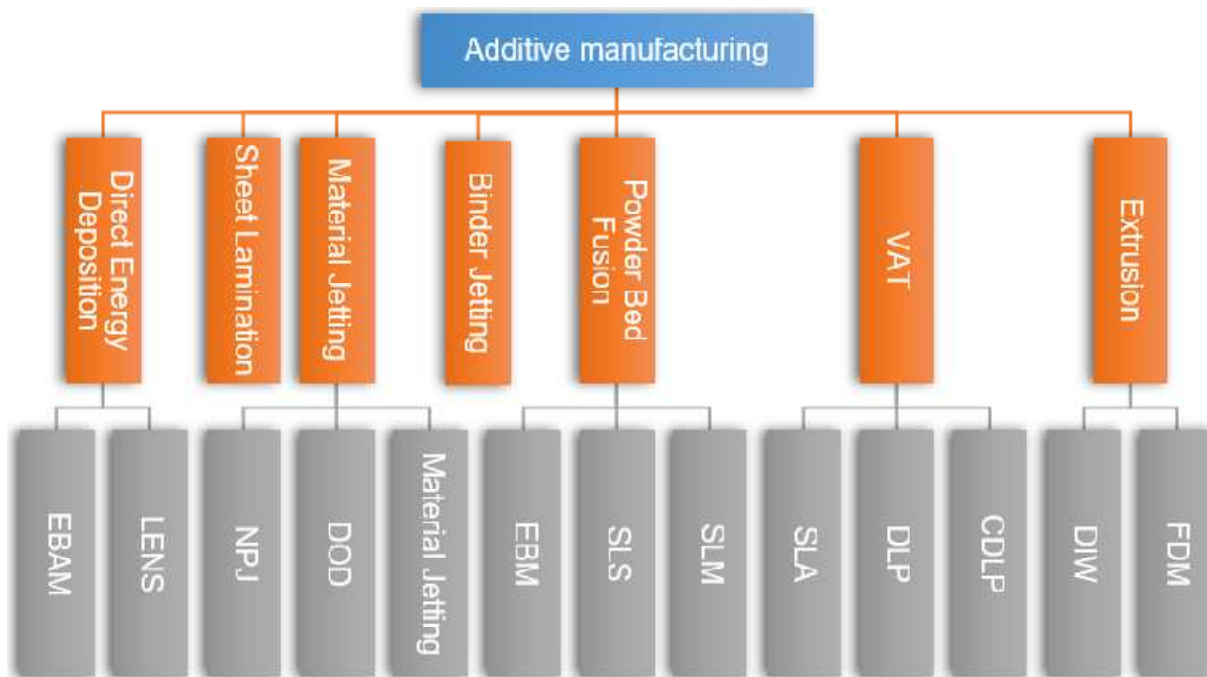 Additive manufacturing
Direct Energy
Deposition
Sheet Lamination
Material Jetting
Binder Jetting
Powder Bed
Fusion
VAT
Extrusion
EBAM
LENS
NPJ
DOD
Material Jetting
EBM
SLS
SLM
SLA
DLP
CDLP
DIW
FDM